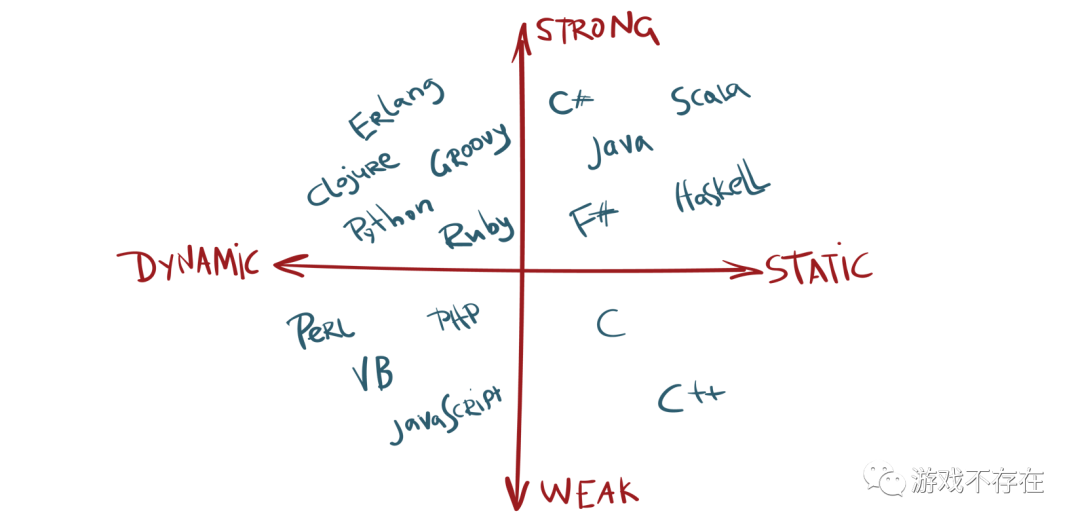 STRONG
Erlang
C#
Scala
Clojure
Groovy
Java
Python
Ruby
F#
Haskell
DYNAMIC
STATIC
Perl
PHP
C
VB
JavaScript
C++
WEAK
游戏不存在